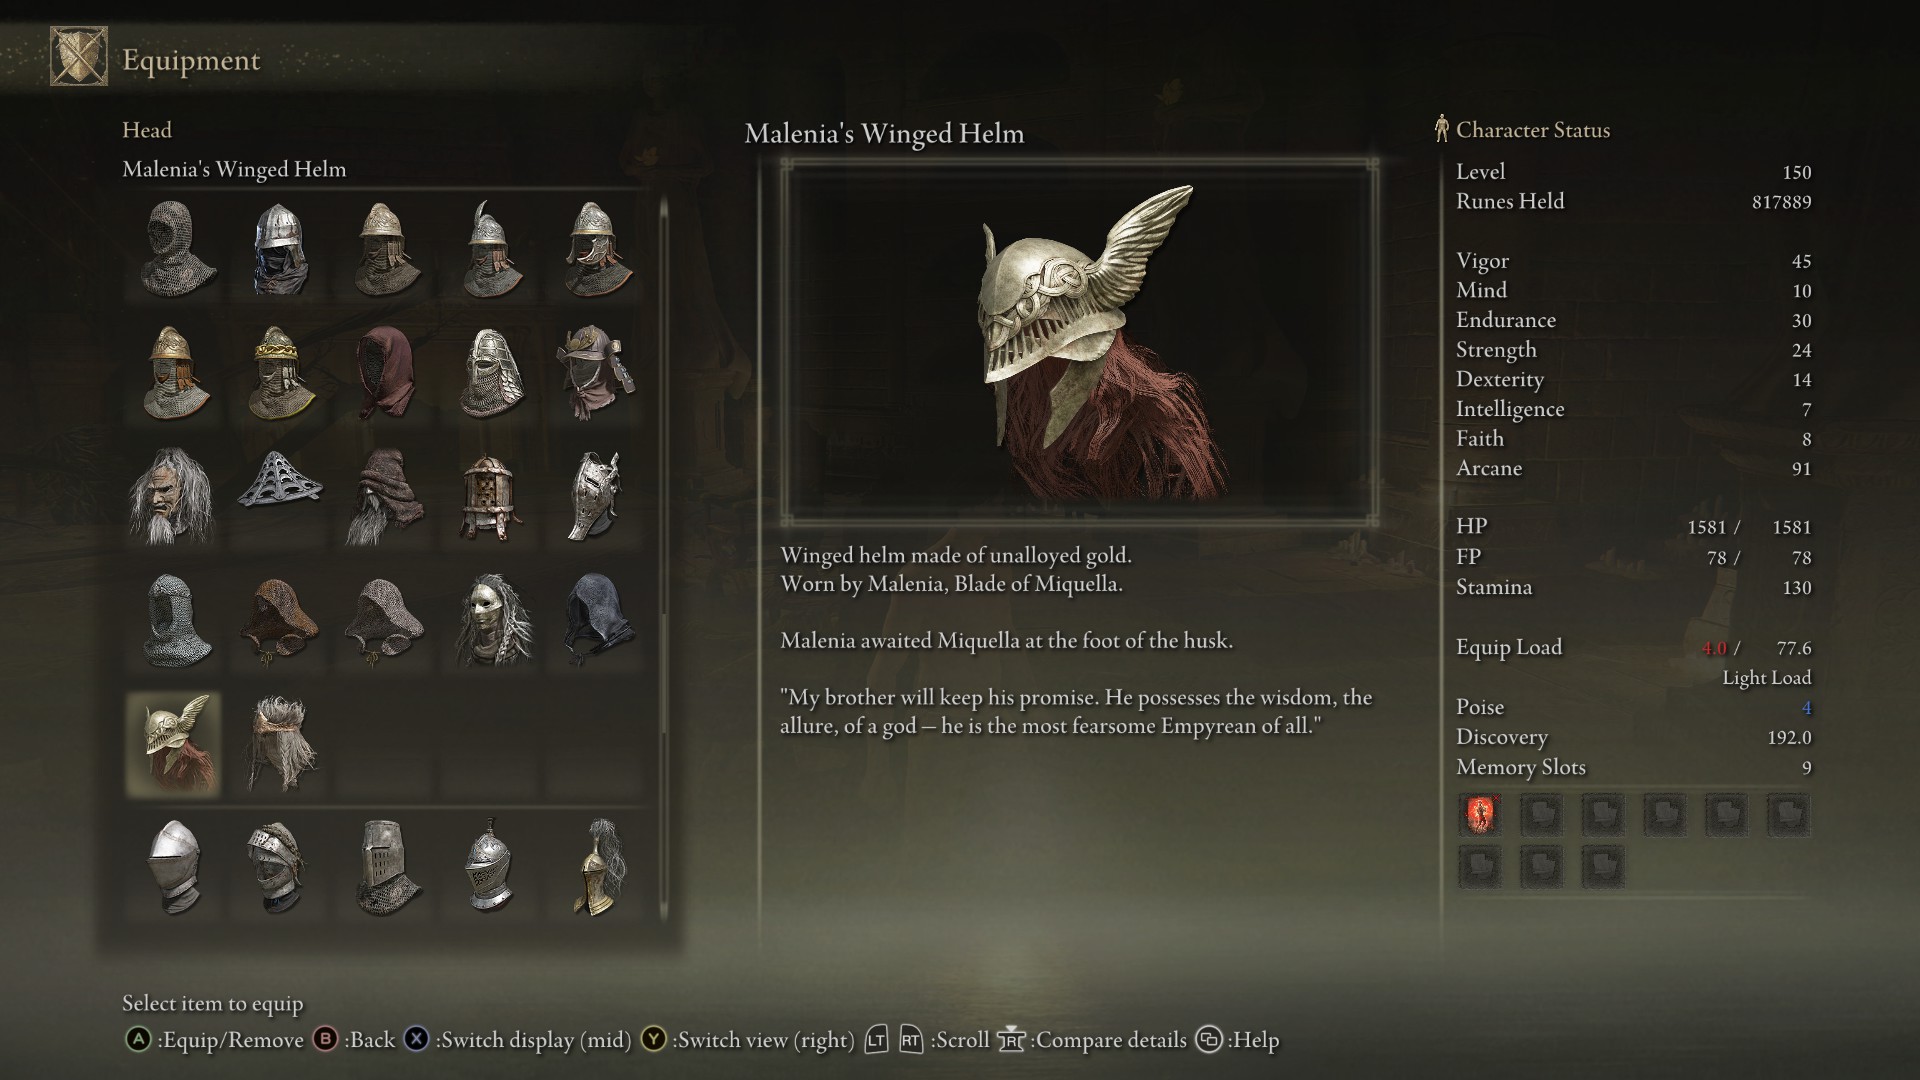 Equipment
Head
Malenia's Winged Helm
Malenia's Winged Helm
Winged helm made of unalloyed gold.
Worn by Malenia, Blade of Miquella.
Malenia awaited Miquella at the foot of the husk.
"My brother will keep his promise. He possesses the wisdom, the
allure, of a god – he is the most fearsome Empyrean of all."
Character Status
Level 150
Runes Held 817889
Vigor 45
Mind 10
Endurance 30
Strength 24
Dexterity 14
Intelligence 7
Faith 8
Arcane 91
HP 1581 / 1581
FP 78 / 78
Stamina 130
Equip Load 4.0 / 77.6
Light Load
Poise 4
Discovery 192.0
Memory Slots 9
Select item to equip
A :Equip/Remove B :Back X :Switch display (mid) Y :Switch view (right) LT RT :Scroll R :Compare details :Help